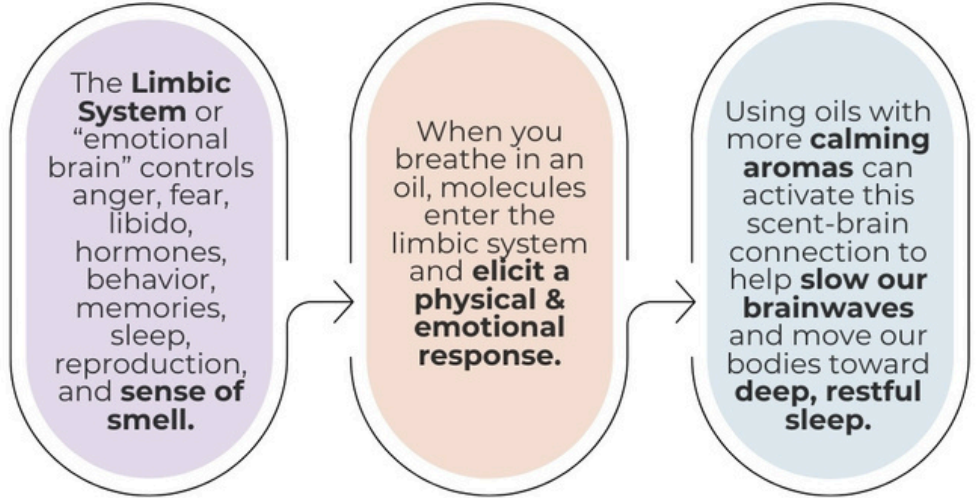 The Limbic
System or
“emotional
brain” controls
anger, fear,
libido,
hormones,
behavior,
memories,
sleep,
reproduction,
and sense of
smell.
When you
breathe in an
oil, molecules
enter the
limbic system
and elicit a
physical &
emotional
response.
Using oils with
more calming
aromas can
activate this
scent-brain
connection to
help slow our
brainwaves
and move our
bodies toward
deep, restful
sleep.